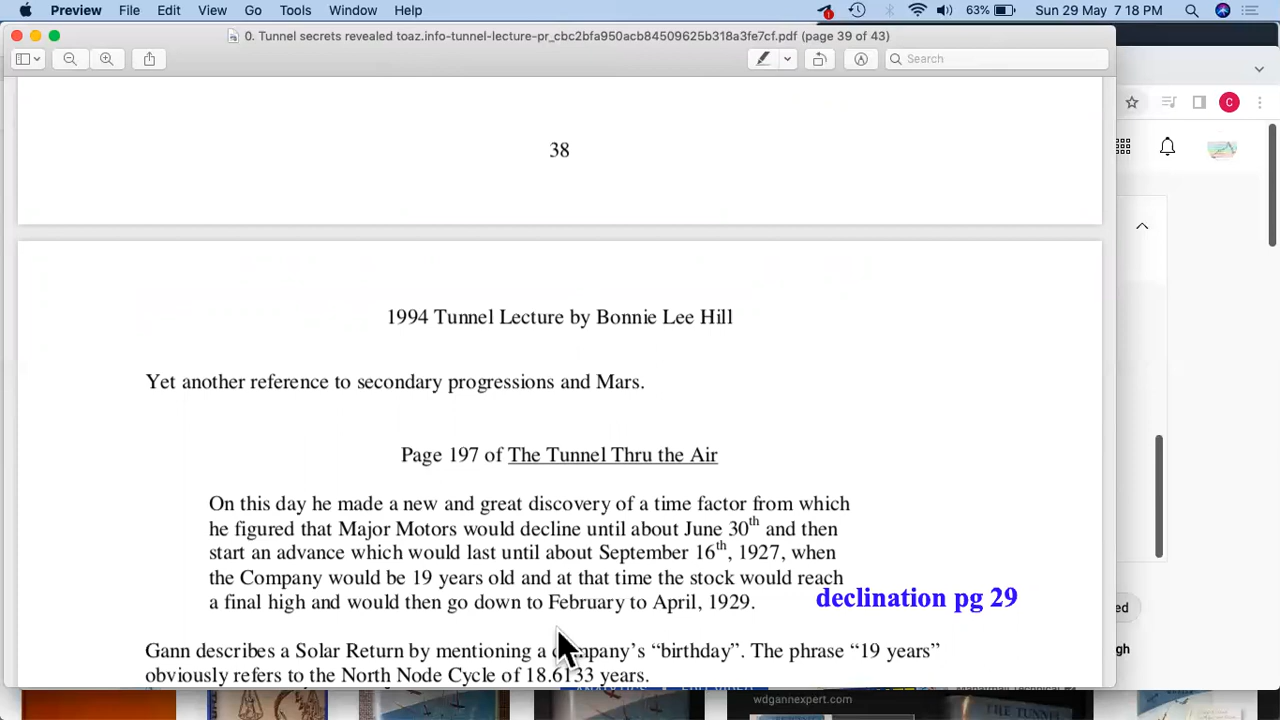 Preview File Edit View Go Tools Window Help 63% Sun 29 May 7:18 PM
0. Tunnel secrets revealed toaz.info-tunnel-lecture-pr_cbc2bfa950acb84509625b318a3fe7cf.pdf (page 39 of 43)
Search
C
38
1994 Tunnel Lecture by Bonnie Lee Hill
Yet another reference to secondary progressions and Mars.
Page 197 of The Tunnel Thru the Air
On this day he made a new and great discovery of a time factor from which
he figured that Major Motors would decline until about June 30th and then
start an advance which would last until about September 16th, 1927, when
the Company would be 19 years old and at that time the stock would reach
a final high and would then go down to February to April, 1929.
declination pg 29
Gann describes a Solar Return by mentioning a company's “birthday”. The phrase “19 years”
obviously refers to the North Node Cycle of 18.6133 years.
ed
gh
wdgannexpert.com